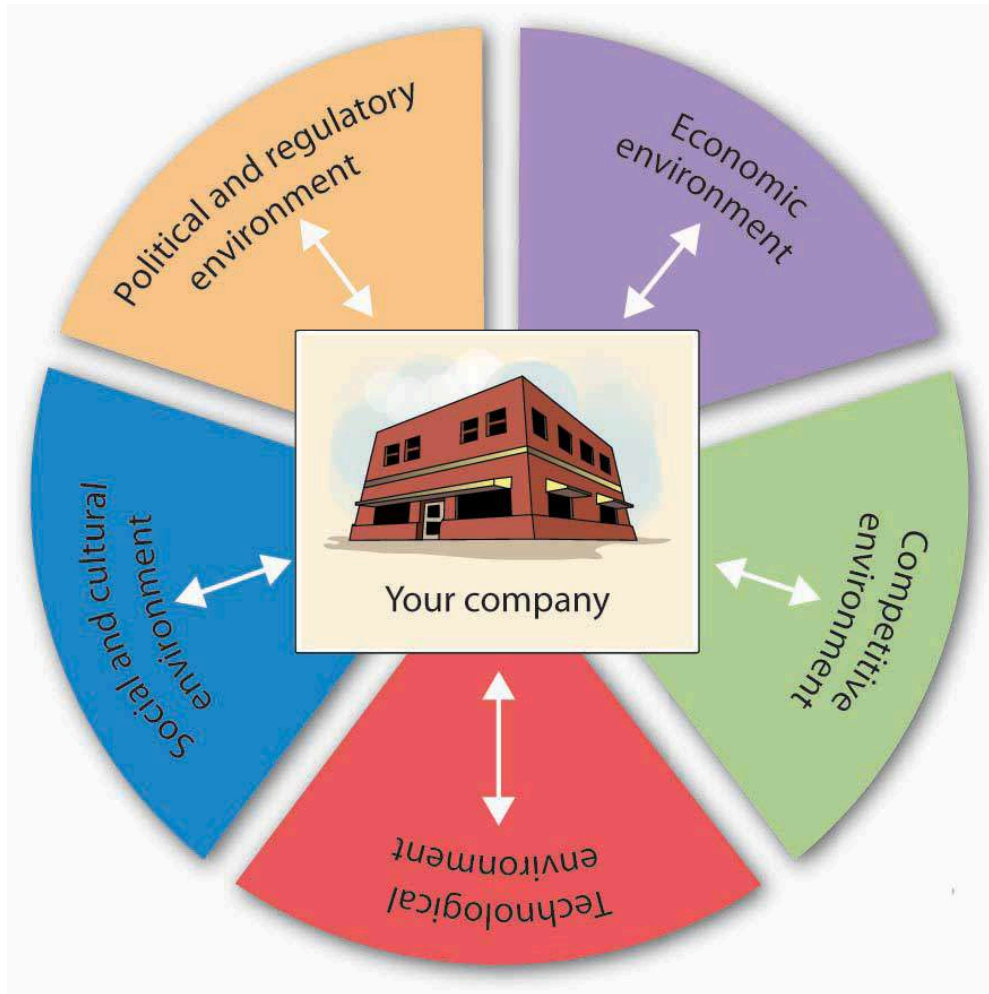 Political and regulatory
environment
Economic
environment
Competitive
environment
Technological
environment
Social and cultural
environment
Your company